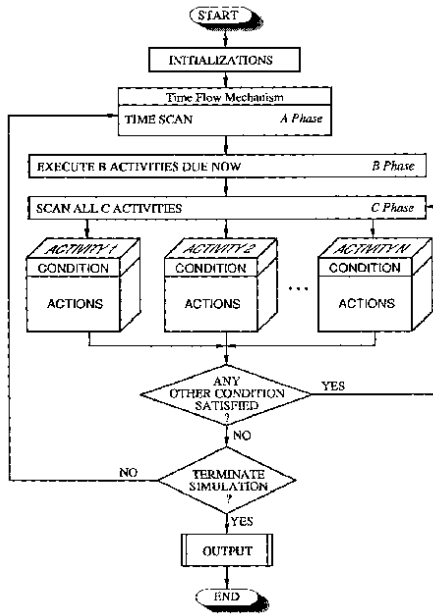 START
INITIALIZATIONS
Time Flow Mechanism
TIME SCAN A Phase
EXECUTE B ACTIVITIES DUE NOW B Phase
SCAN ALL C ACTIVITIES C Phase
ACTIVITY 1 ACTIVITY 2 ACTIVITY N
CONDITION CONDITION CONDITION
ACTIONS ACTIONS ... ACTIONS
ANY
OTHER CONDITION
SATISFIED
?
YES
NO
TERMINATE
SIMULATION
?
NO
YES
OUTPUT
END